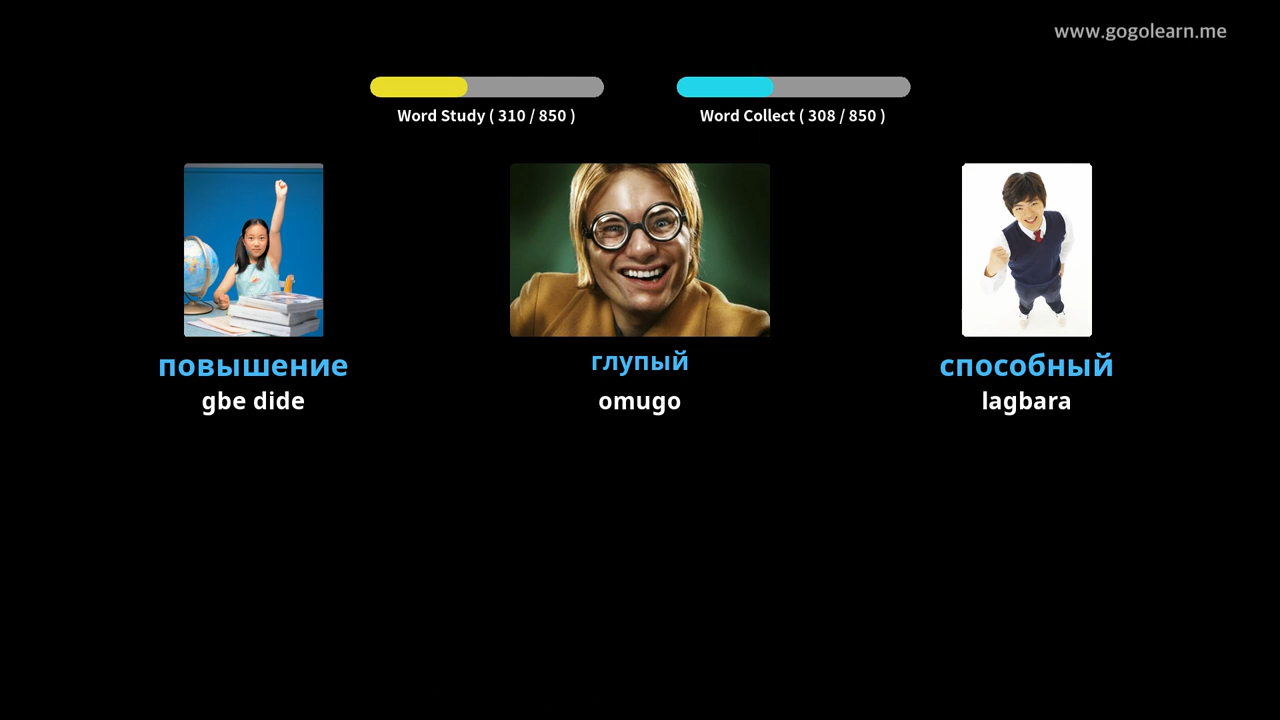 www.gogolearn.me
Word Study ( 310 / 850 )
Word Collect ( 308 / 850 )
повышение
gbe dide
глупый
omugo
способный
lagbara